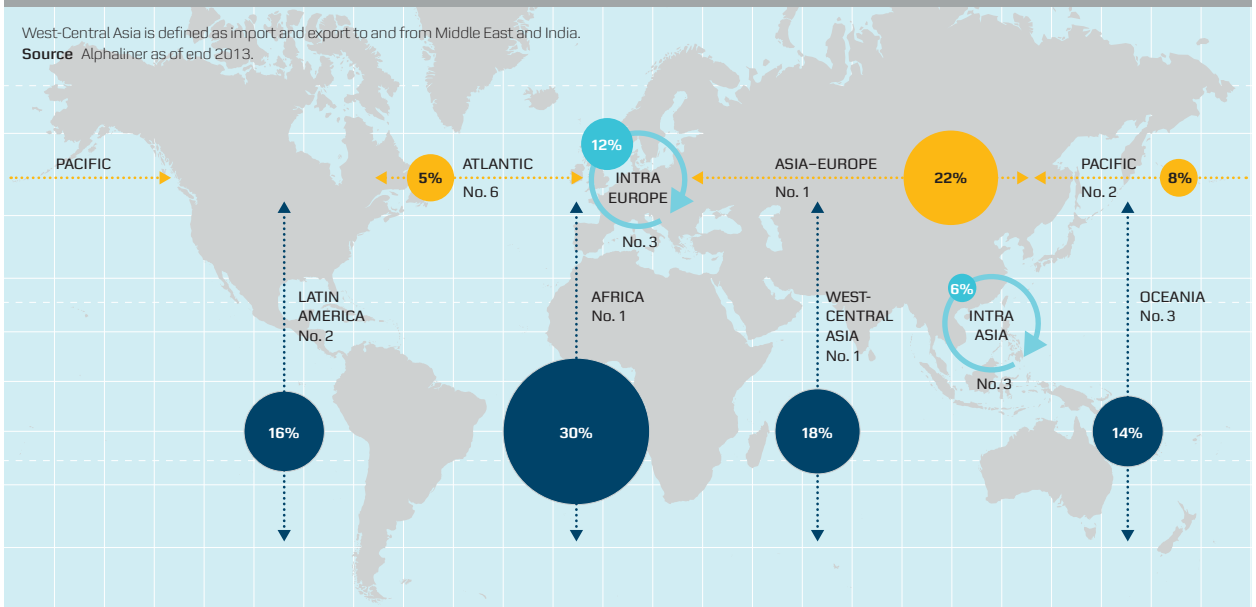 West-Central Asia is defined as import and export to and from Middle East and India.
Source Alphaliner as of end 2013.
PACIFIC
5%
ATLANTIC
No. 6
12%
INTRA
EUROPE
No. 3
ASIA–EUROPE
No. 1
22%
PACIFIC
No. 2
8%
LATIN
AMERICA
No. 2
16%
AFRICA
No. 1
30%
WEST-
CENTRAL
ASIA
No. 1
18%
6%
INTRA
ASIA
No. 3
OCEANIA
No. 3
14%